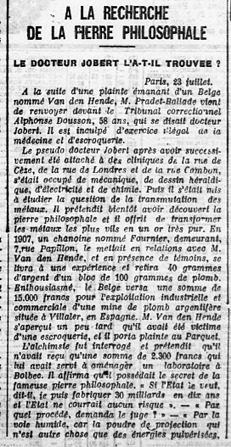 A LA RECHERCHE
DE LA PIERRE PHILOSOPHALE
LE DOCTEUR JOBERT L'A-T-IL TROUVEE ?
Paris, 23 juillet.
A la suite d'une plainte émanant d'un Belge
nommé Van den Hende, M. Pradet-Ballade vient
de renvoyer devant le Tribunal correctionnel
Alphonse Dousson, 58 ans, qui se disait docteur
Jobert. Il est inculpé d'exercice illégal de la
médecine et d'escroquerie.
Le pseudo docteur Jobert après avoir successive-
ment été attaché à des cliniques de la rue de
Cèze, de la rue de Londres et de la rue Cambon,
s'était occupé de mécanique, de dessin héraldi-
que, d'électricité et de chimie. Puis il s'était mis
à étudier la question de la transmutation des
métaux. Il prétendit bientôt avoir découvert la
pierre philosophale et il offrit de transformer
les métaux les plus vils en un or très pur. En
1907, un chanoine nommé Fournier, demeurant,
7, rue Papillon, le mettait en relations avec M.
Van den Hende, et en présence de témoins, se
livra à une expérience et retira 40 grammes
d'argent d'un bloc de 100 grammes de plomb.
Enthousiasmé, le Belge versa une somme de
15.000 francs pour l'exploitation industrielle et
commerciale d'une mine de plomb argentifère
située à Villaler, en Espagne. M. Van den Hende
s'aperçut un peu tard qu'il avait été victime
d'une escroquerie, et il porta plainte au Parquet.
L'alchimiste fut interrogé et prétendit qu'il
n'avait reçu qu'une somme de 2.300 francs qui
lui avait servi à aménager un laboratoire à
Bolbec. Il affirma qu'il possédait le secret de la
fameuse pierre philosophale. « Si l'Etat le veut,
dit-il, je puis fabriquer 30 milliards en dix ans
et l'Etat ne courrait aucun risque ». — « Par
quel procédé, demanda le juge ? » — « Par la
voie humide, car la poudre de projection qui
n'est autre chose que des énergies pulvérisées,